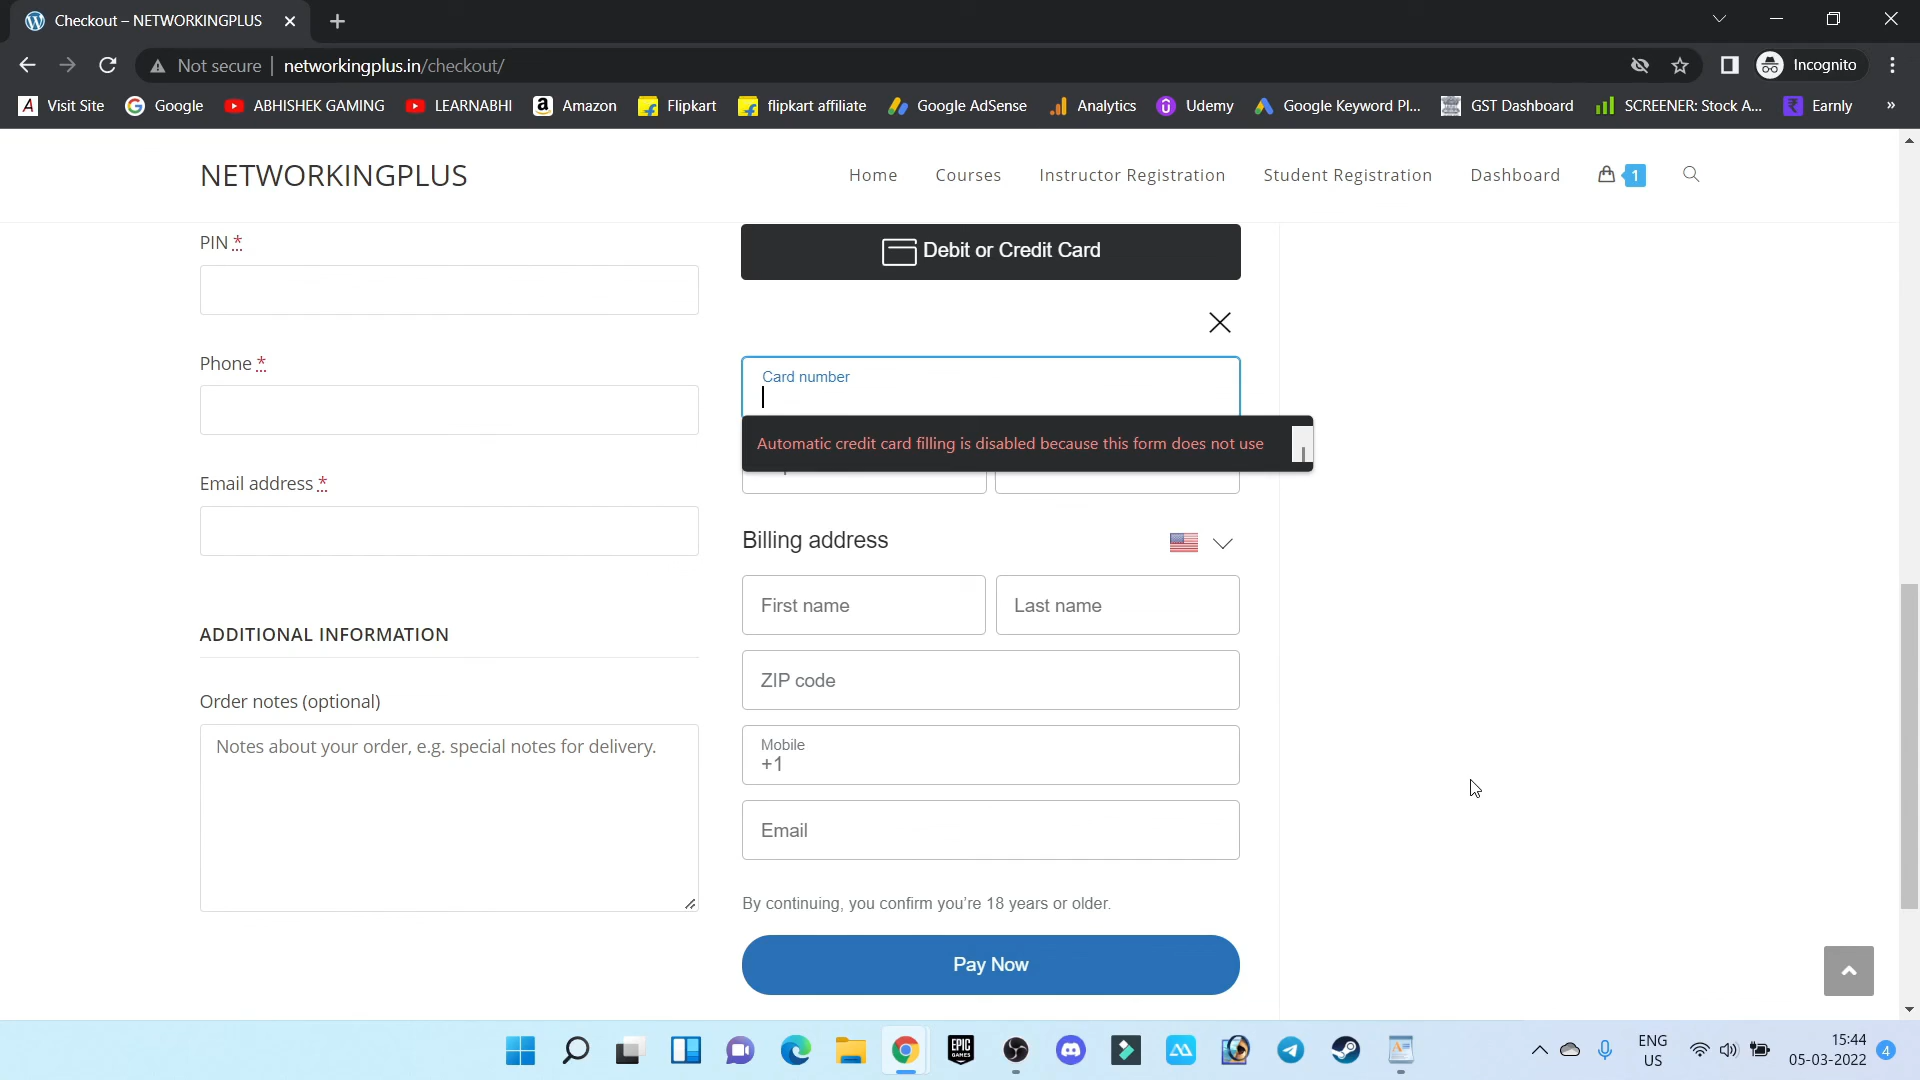 Checkout – NETWORKINGPLUS
Not secure networkingplus.in/checkout/ Incognito
A Visit Site Google ABHISHEK GAMING LEARNABHI a Amazon Flipkart flipkart affiliate Google AdSense Analytics Udemy Google Keyword Pl... GST Dashboard SCREENER: Stock A... Earnly »
NETWORKINGPLUS Home Courses Instructor Registration Student Registration Dashboard 1
PIN *
Debit or Credit Card
Phone *
Card number
Automatic credit card filling is disabled because this form does not use
Email address *
Billing address
First name Last name
ADDITIONAL INFORMATION
ZIP code
Order notes (optional)
Notes about your order, e.g. special notes for delivery.
Mobile
+1
Email
By continuing, you confirm you’re 18 years or older.
Pay Now
EPIC GAMES
ENG
US
15:44
05-03-2022
4